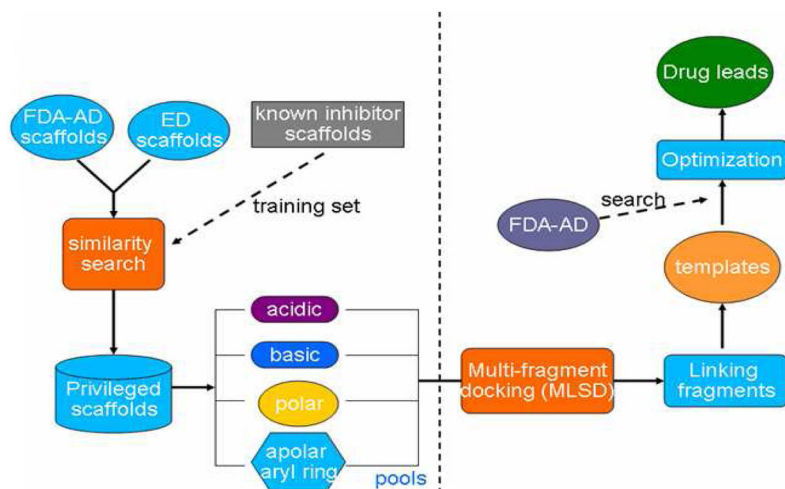 FDA-AD
scaffolds
ED
scaffolds
known inhibitor
scaffolds
training set
similarity
search
Privileged
scaffolds
acidic
basic
polar
apolar
aryl ring
pools
Multi-fragment
docking (MLSD)
Linking
fragments
templates
FDA-AD
search
Optimization
Drug leads